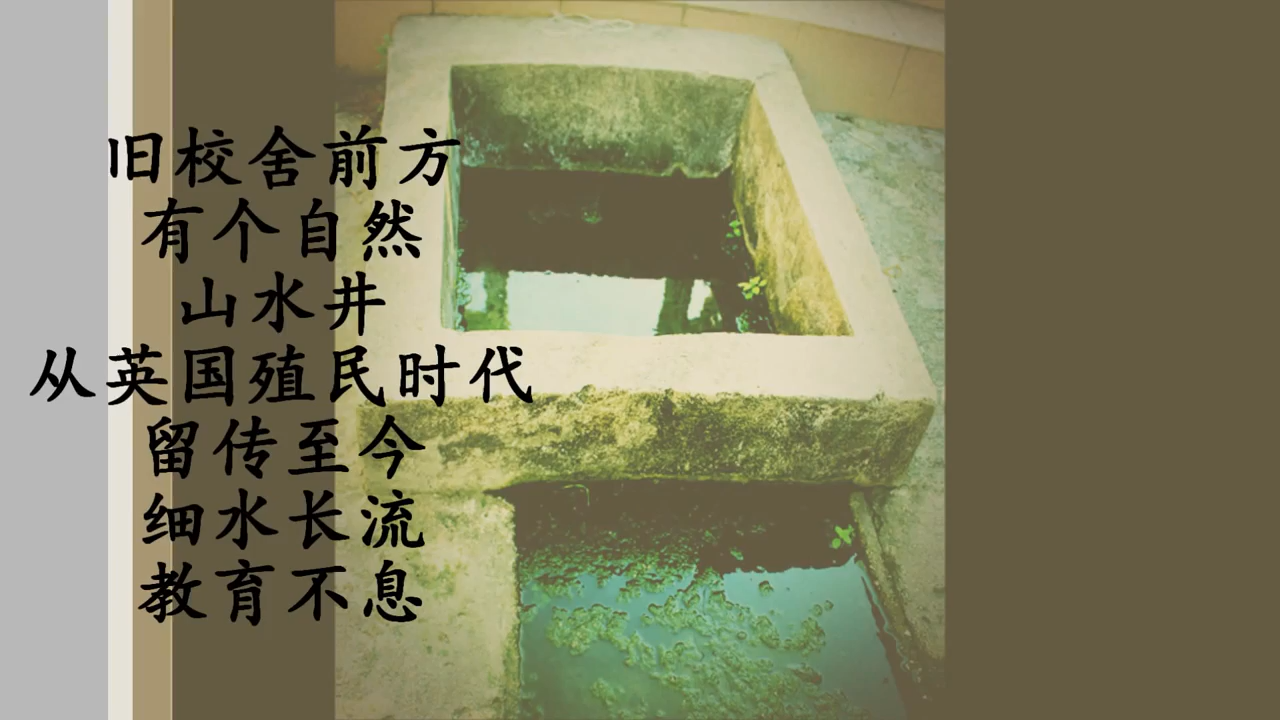 旧校舍前方
有个自然
山水井
从英国殖民时代
留传至今
细水长流
教育不息